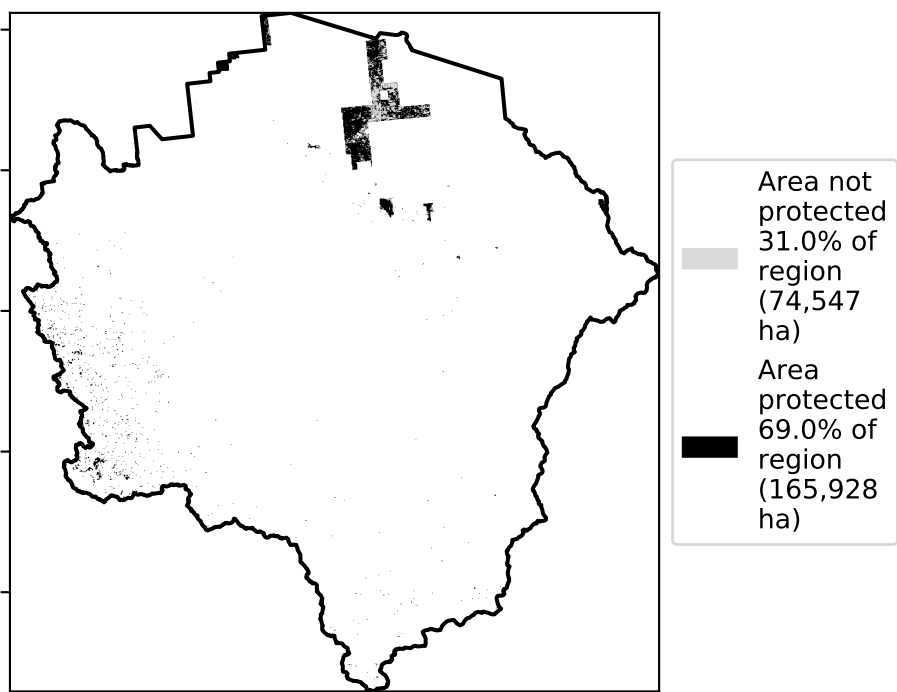 Area not
protected
31.0% of
region
(74,547
ha)
Area
protected
69.0% of
region
(165,928
ha)